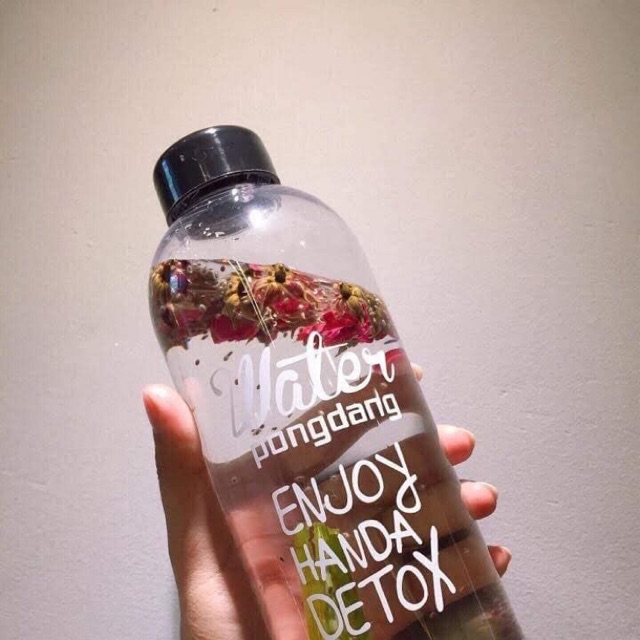 Water
pongdang
ENJOY
HANDA
DETOX